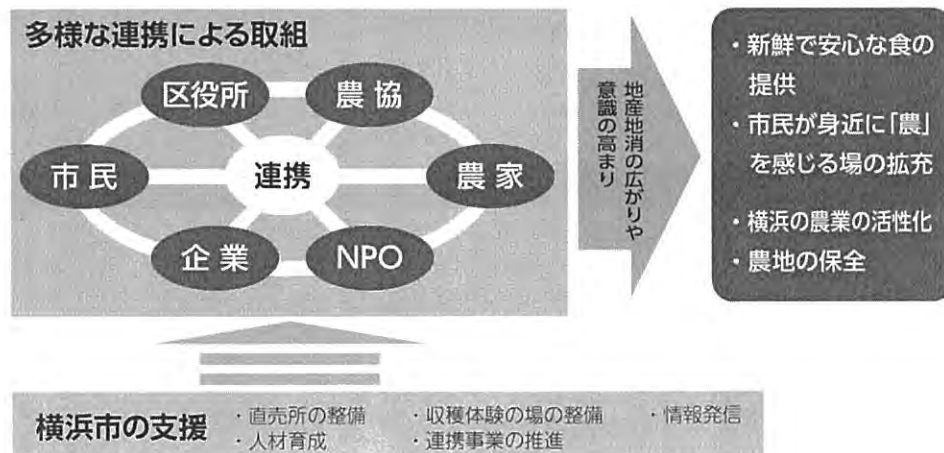 多様な連携による取組
区役所
農協
市民
連携
農家
企業
NPO
地産地消の広がりや
意識の高まり
・新鮮で安心な食の
提供
・市民が身近に「農」
を感じる場の拡充
・横浜の農業の活性化
・農地の保全
横浜市の支援
・直売所の整備
・収穫体験の場の整備
・情報発信
・人材育成
・連携事業の推進